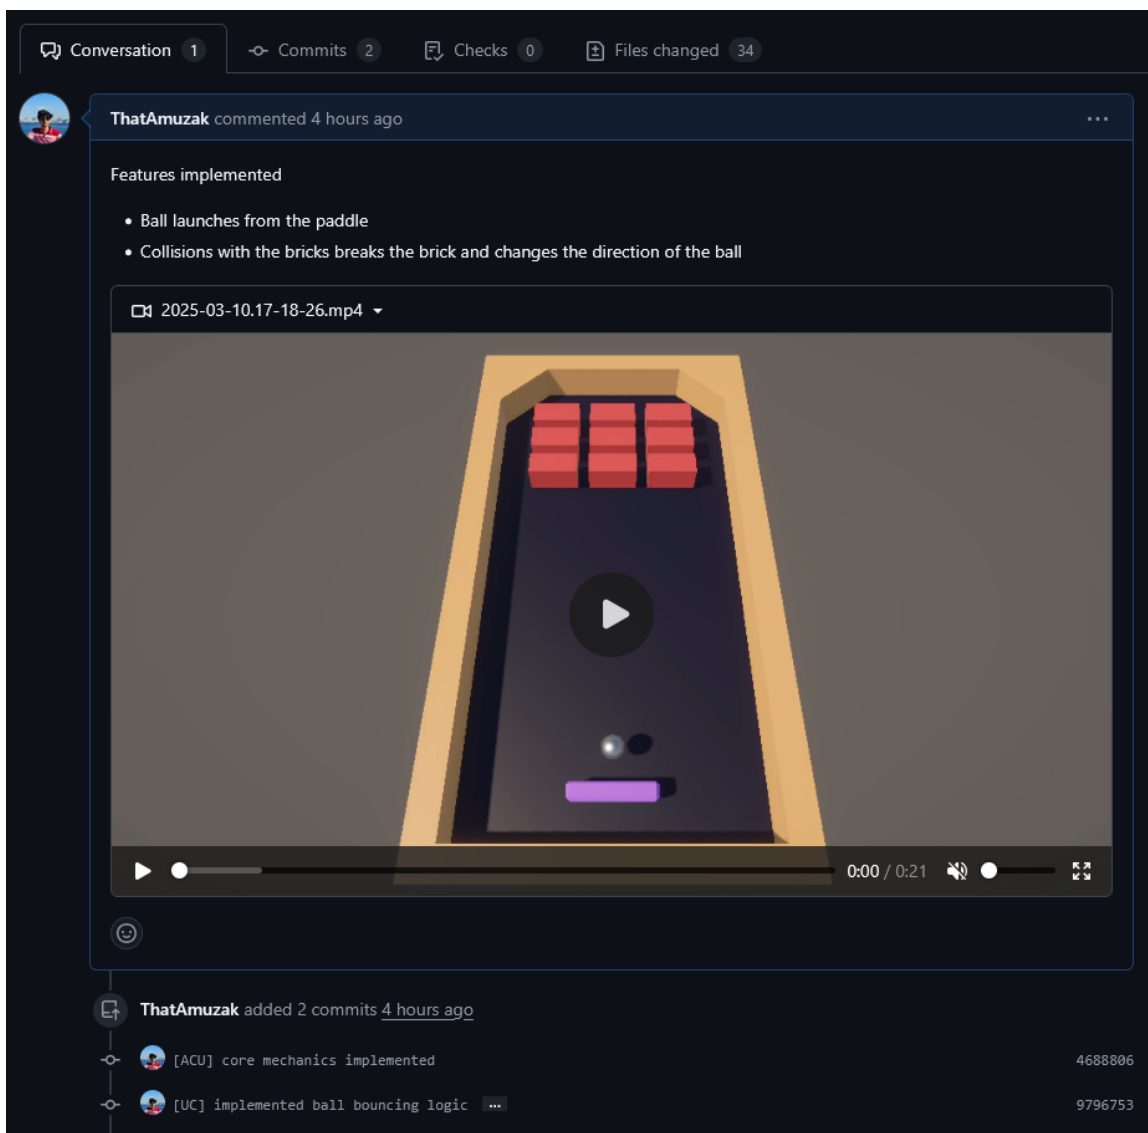 Conversation 1 Commits 2 Checks 0 Files changed 34
ThatAmuzak commented 4 hours ago
Features implemented
Ball launches from the paddle
Collisions with the bricks breaks the brick and changes the direction of the ball
2025-03-10.17-18-26.mp4
0:00 / 0:21
ThatAmuzak added 2 commits 4 hours ago
[ACU] core mechanics implemented 4688806
[UC] implemented ball bouncing logic ... 9796753